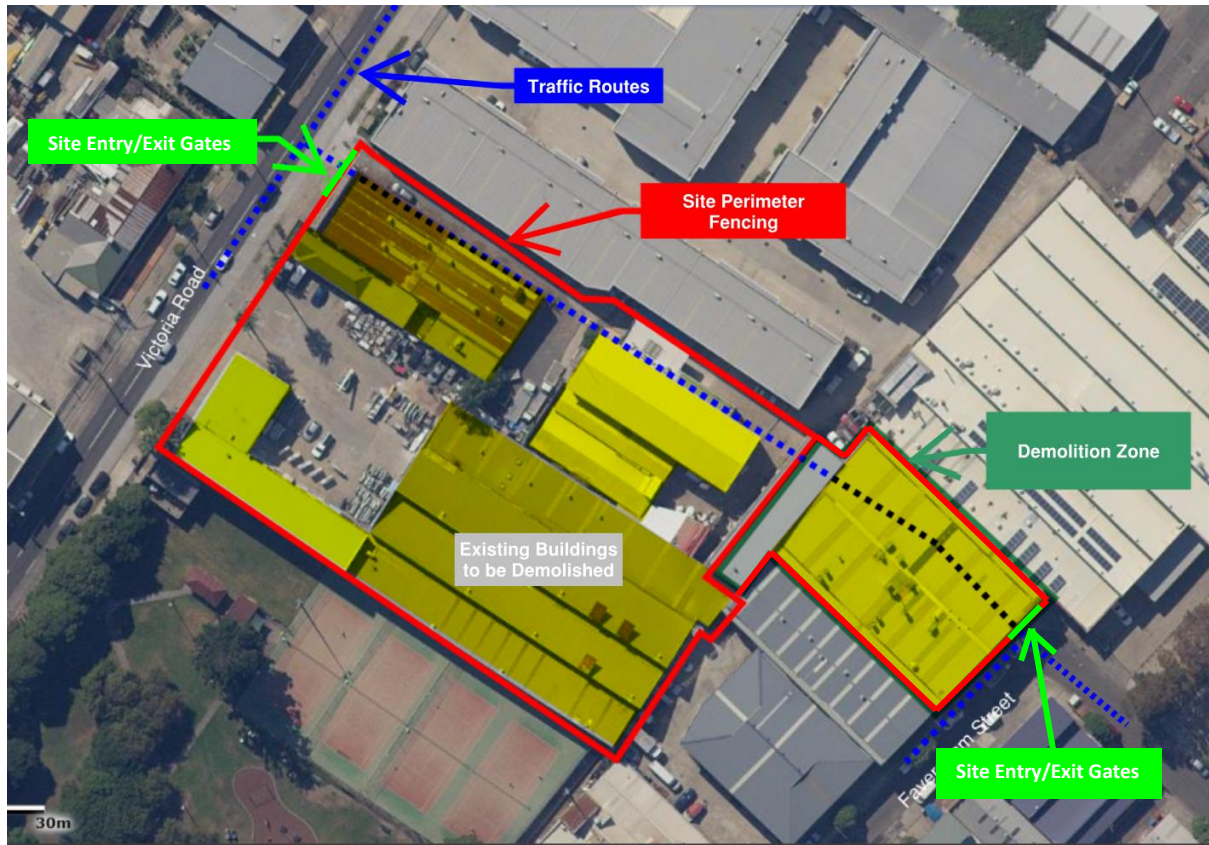 Traffic Routes
Site Entry/Exit Gates
Site Perimeter
Fencing
Victoria Road
Demolition Zone
Existing Buildings
to be Demolished
Street
Site Entry/Exit Gates
30m